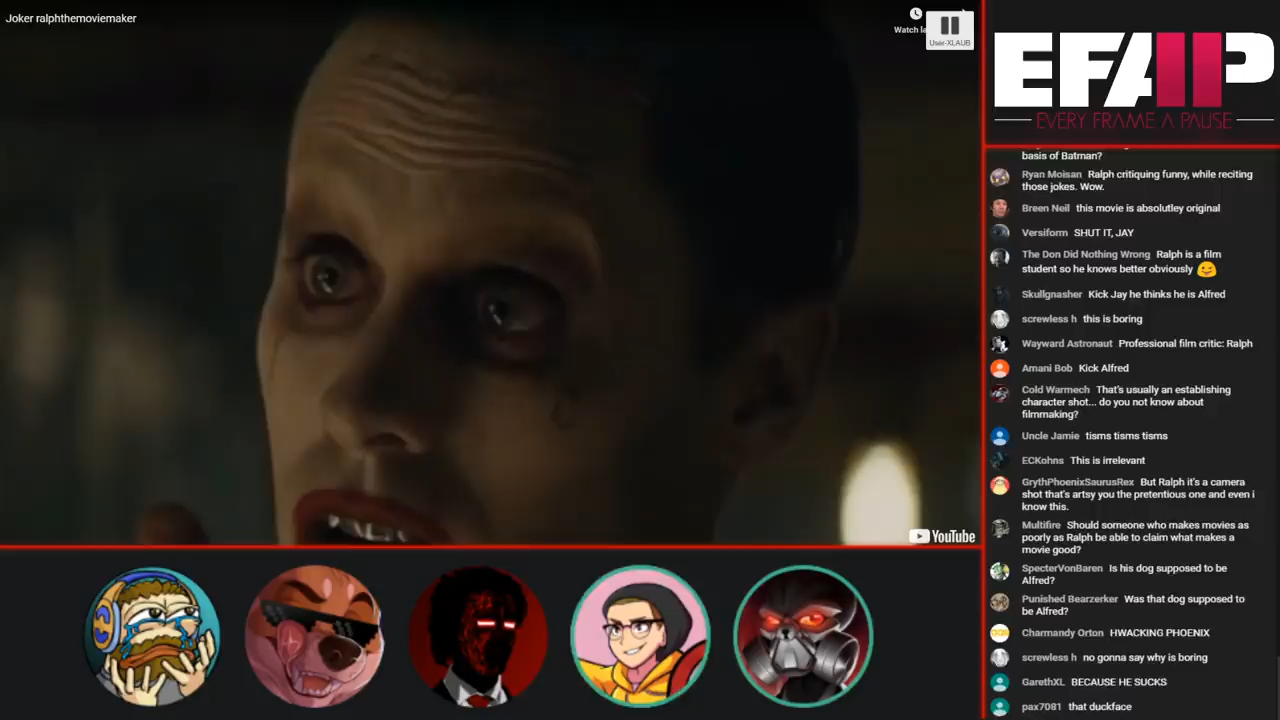 Joker ralphthemoviemaker
Watch la
User-XLAUB
EFAP
EVERY FRAME A PAUSE
basis of Batman?
Ryan Moisan Ralph critiquing funny, while reciting
those jokes. Wow.
Breen Neil this movie is absolutley original
Versiform SHUT IT, JAY
The Don Did Nothing Wrong Ralph is a film
student so he knows better obviously
Skullgnasher Kick Jay he thinks he is Alfred
screwless h this is boring
Wayward Astronaut Professional film critic: Ralph
Amani Bob Kick Alfred
Cold Warmech That's usually an establishing
character shot... do you not know about
filmmaking?
Uncle Jamie tisms tisms tisms
ECKohns This is irrelevant
GrythPhoenixSaurusRex But Ralph it's a camera
shot that's artsy you the pretentious one and even i
know this.
Multifire Should someone who makes movies as
poorly as Ralph be able to claim what makes a
movie good?
SpecterVonBaren Is his dog supposed to be
Alfred?
Punished Bearzerker Was that dog supposed to
be Alfred?
Charmandy Orton HWACKING PHOENIX
screwless h no gonna say why is boring
GarethXL BECAUSE HE SUCKS
pax7081 that duckface
YouTube